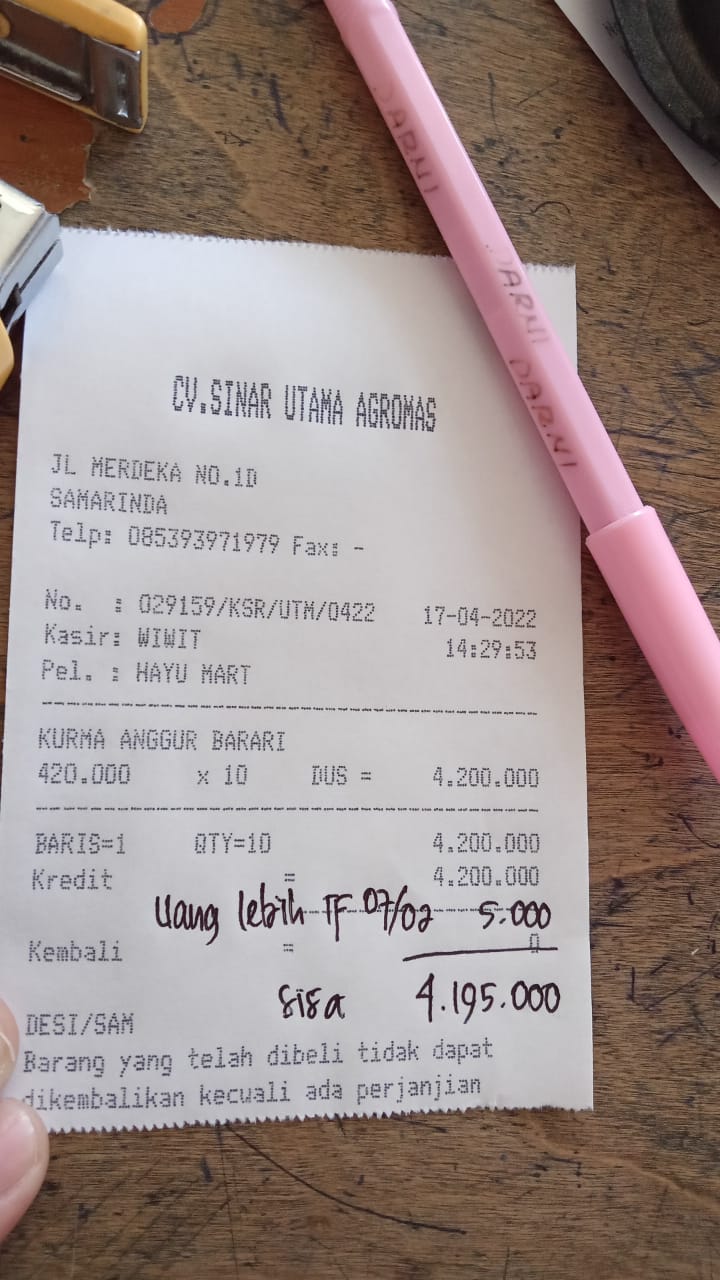 DARNI
DARNI
DARNI
CV.SINAR UTAMA AGROMAS
JL MERDEKA NO.1D
SAMARINDA
Telp: 085393971979 Fax: -
No. : 029159/KSR/UTM/0422 17-04-2022
Kasir: WIWIT 14:29:53
Pel. : HAYU MART
KURMA ANGGUR BARARI
420.000 x 10 DUS = 4.200.000
BARIS=1 QTY=10 4.200.000
Kredit = 4.200.000
Uang lebih TF 07/02 5.000
Kembali = 0
sisa 4.195.000
DESI/SAM
Barang yang telah dibeli tidak dapat
dikembalikan kecuali ada perjanjian